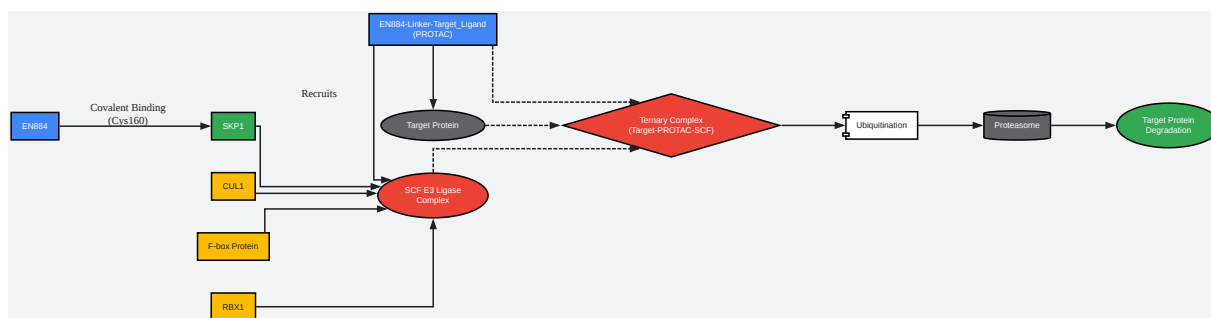 EN884-Linker-Target_Ligand
(PROTAC)
Recruits
Covalent Binding
(Cys160)
EN884
SKP1
Target Protein
Ternary Complex
(Target-PROTAC-SCF)
Ubiquitination
Proteasome
Target Protein
Degradation
CUL1
SCF E3 Ligase
Complex
F-box Protein
RBX1